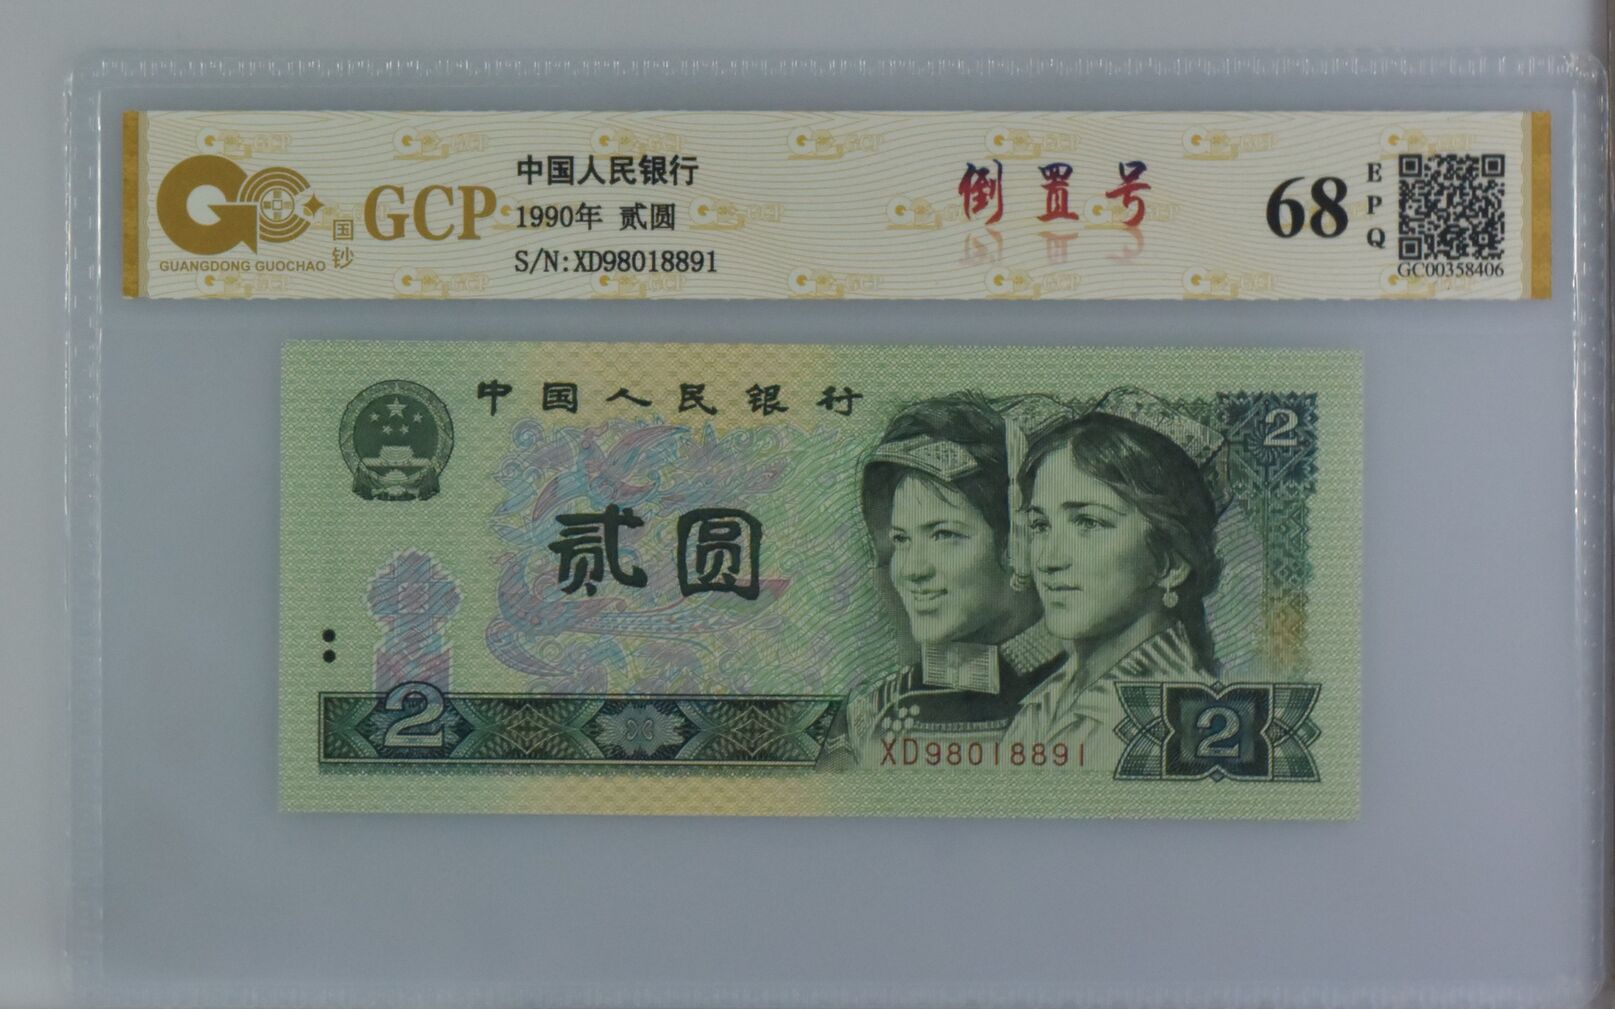 GUANGDONG GUOCHAO
国钞
GCP
中国人民银行
1990年 贰圆
S/N:XD98018891
倒置号
68
EPQ
GC00358406
中国人民银行
2
贰圆
2
XD98018891
2